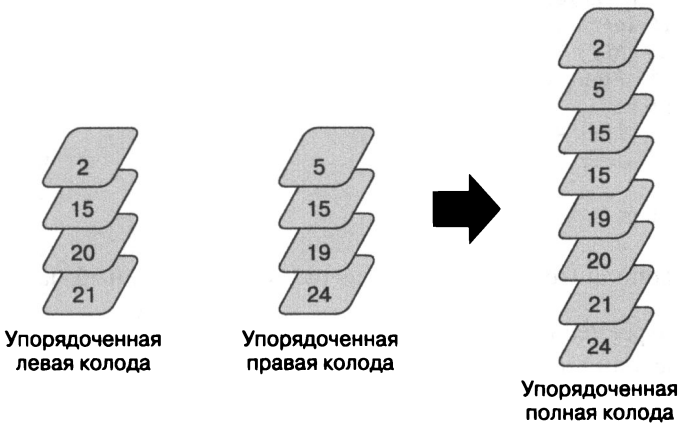 2
15
20
21
Упорядоченная
левая колода
5
15
19
24
Упорядоченная
правая колода
2
5
15
15
19
20
21
24
Упорядоченная
полная колода